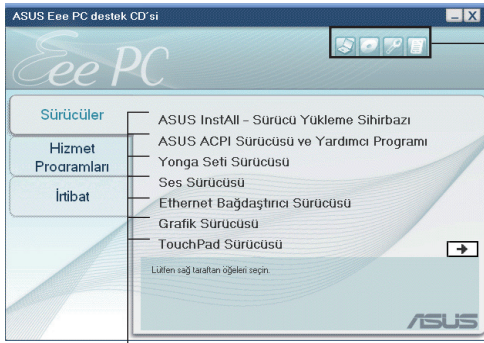 ASUS Eee PC destek CD´si
Eee PC
Sürücüler
Hizmet
Programları
İrtibat
ASUS InstAll – Sürücü Yükleme Sihirbazı
ASUS ACPI Sürücüsü ve Yardımcı Programı
Yonga Seti Sürücüsü
Ses Sürücüsü
Ethernet Bağdaştırıcı Sürücüsü
Grafik Sürücüsü
TouchPad Sürücüsü
Lütfen sağ taraftan öğeleri seçin.
ASUS